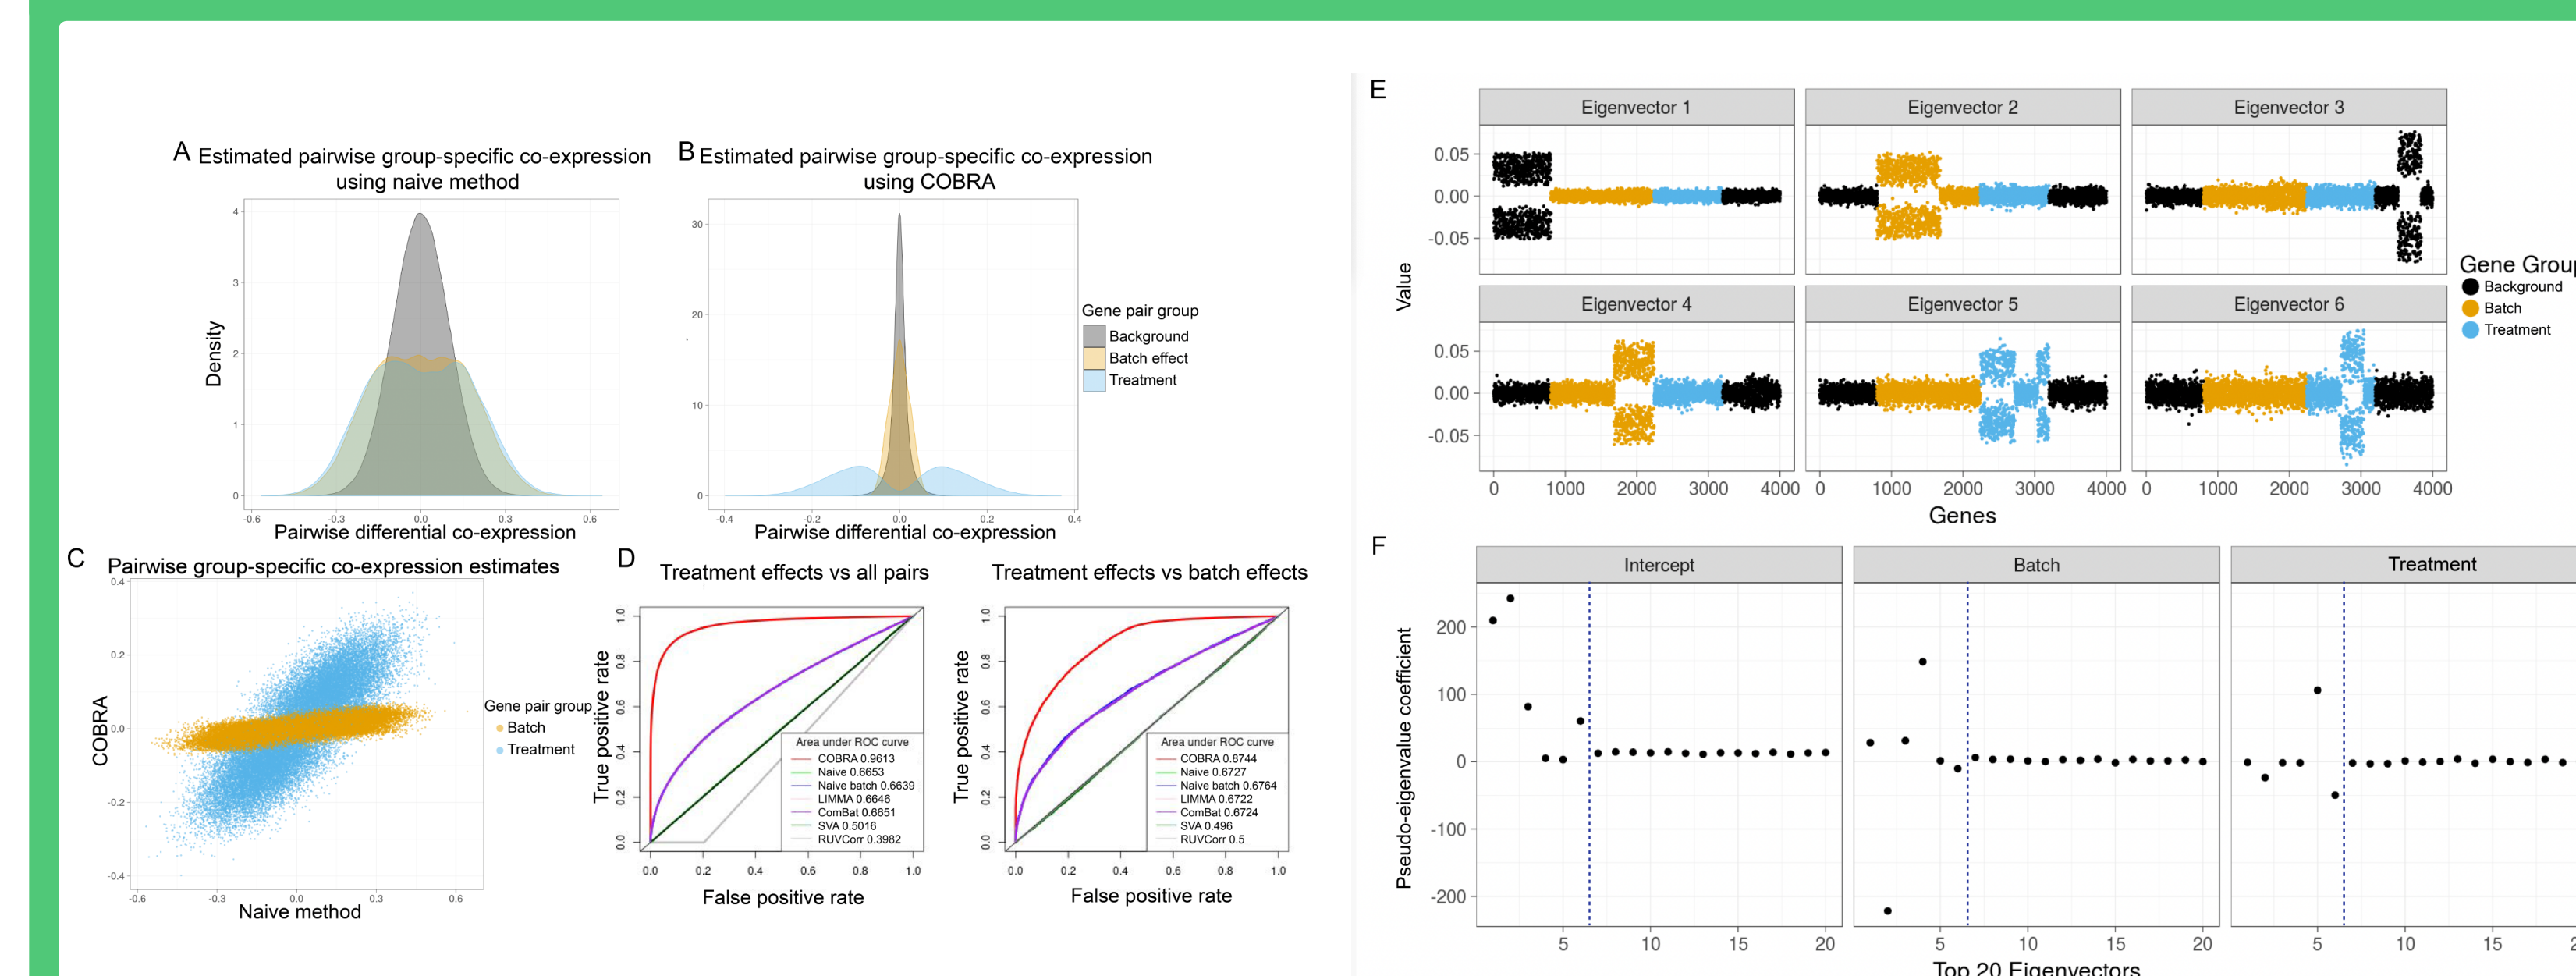 A Estimated pairwise group-specific co-expression
using naive method
4
3
2
1
0
Density
-0.6 -0.3 0.0 0.3 0.6
Pairwise differential co-expression
B Estimated pairwise group-specific co-expression
using COBRA
30
20
10
0
-0.4 -0.2 0.0 0.2 0.4
Pairwise differential co-expression
Gene pair group
Background
Batch effect
Treatment
C Pairwise group-specific co-expression estimates
0.4
0.2
0.0
-0.2
-0.4
COBRA
-0.6 -0.3 0.0 0.3 0.6
Naive method
Gene pair group
Batch
Treatment
D Treatment effects vs all pairs
1.0
0.8
0.6
0.4
0.2
0.0
True positive rate
Area under ROC curve
COBRA 0.9613
Naive 0.6653
Naive batch 0.6639
LIMMA 0.6646
ComBat 0.6651
SVA 0.5016
RUVCorr 0.3982
0.0 0.2 0.4 0.6 0.8 1.0
False positive rate
Treatment effects vs batch effects
1.0
0.8
0.6
0.4
0.2
0.0
True positive rate
Area under ROC curve
COBRA 0.8744
Naive 0.6727
Naive batch 0.6764
LIMMA 0.6722
ComBat 0.6724
SVA 0.496
RUVCorr 0.5
0.0 0.2 0.4 0.6 0.8 1.0
False positive rate
E
Eigenvector 1 Eigenvector 2 Eigenvector 3
0.05
0.00
-0.05
Value
Eigenvector 4 Eigenvector 5 Eigenvector 6
0.05
0.00
-0.05
0 1000 2000 3000 4000 0 1000 2000 3000 4000 0 1000 2000 3000 4000
Genes
Gene Group
Background
Batch
Treatment
F
Intercept Batch Treatment
200
100
0
-100
-200
Pseudo-eigenvalue coefficient
5 10 15 20 5 10 15 20 5 10 15 2
Top 20 Eigenvectors